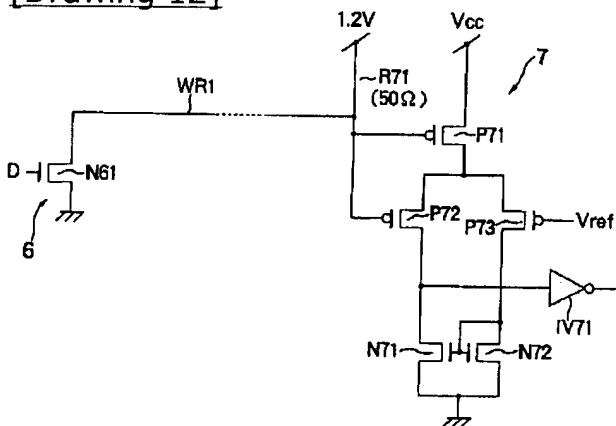 [Drawing 12]
1.2V
Vcc
7
R71
(50Ω)
WR1
P71
D
N61
6
P72
P73
Vref
IV71
N71
N72